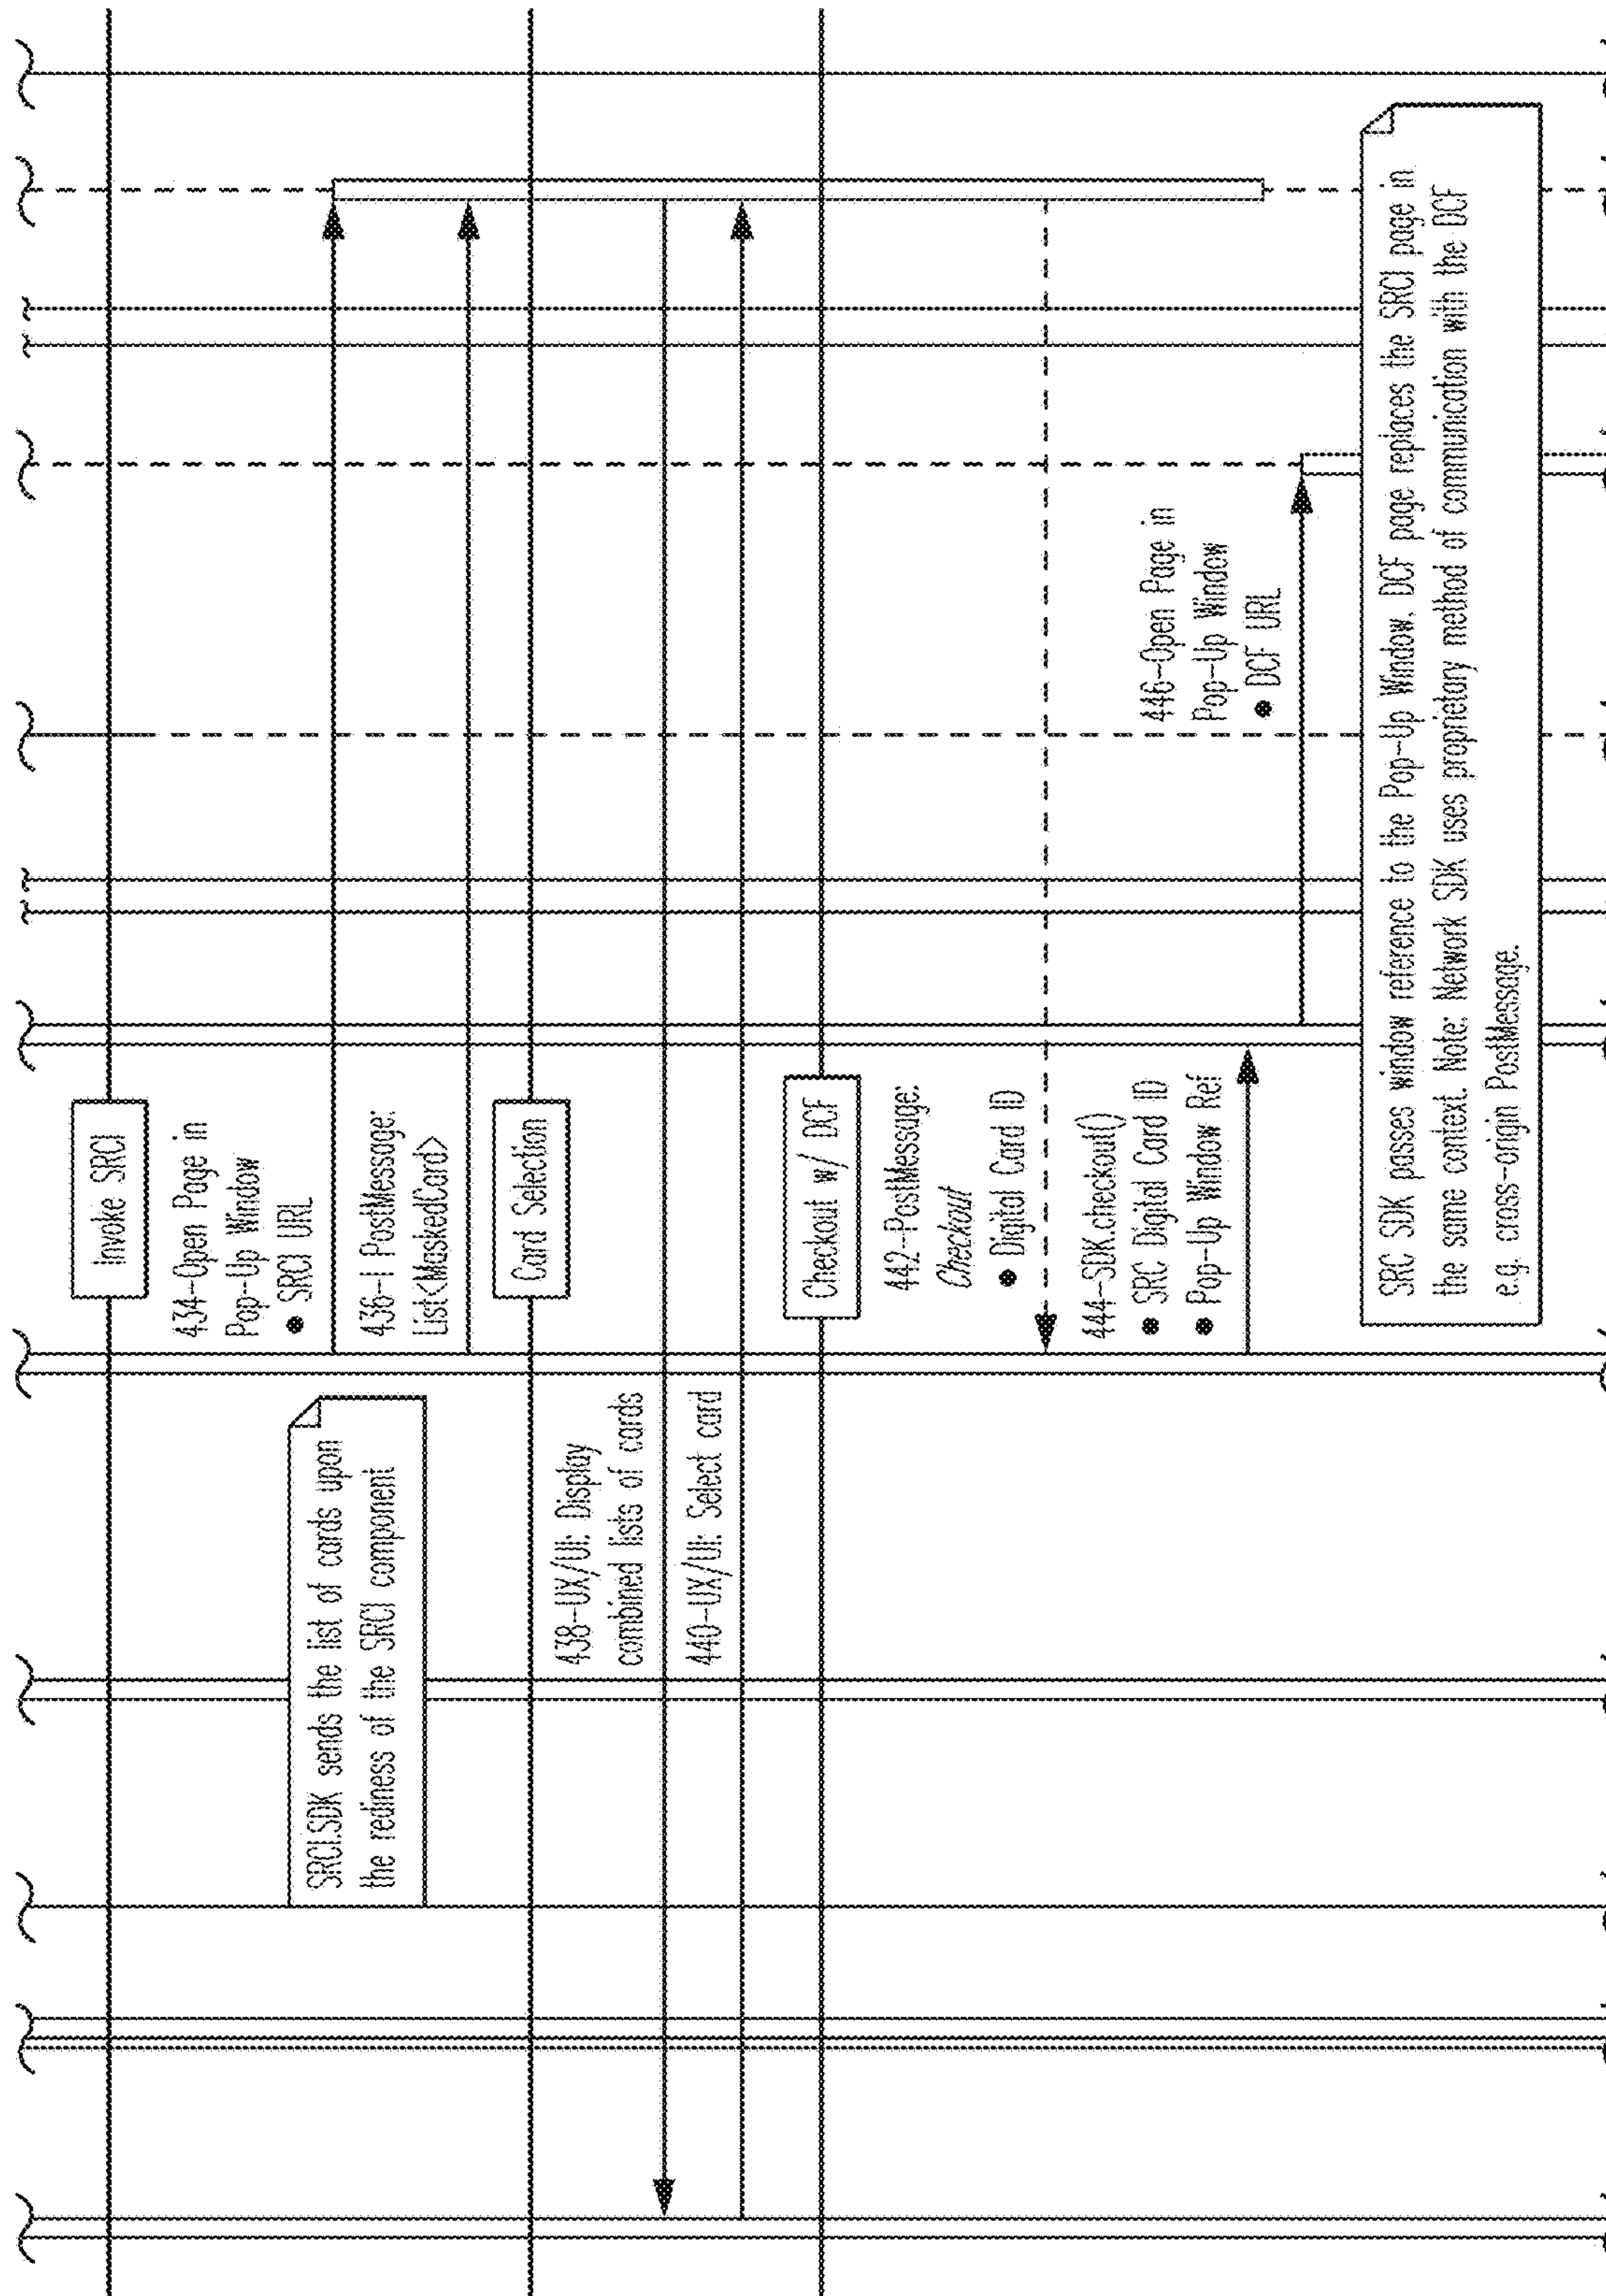 Invoke SRCI
434-Open Page in
Pop-Up Window
● SRCI URL
SRCI.SDK sends the list of cards upon
the rediness of the SRCI component
436-I PostMessage:
List<MaskedCard>
Card Selection
438-UX/UI: Display
combined lists of cards
440-UX/UI: Select card
Checkout w/ DCF
442-PostMessage:
Checkout
● Digital Card ID
444-SDK.checkout()
● SRC Digital Card ID
● Pop-Up Window Ref
446-Open Page in
Pop-Up Window
● DCF URL
SRC SDK passes window reference to the Pop-Up Window. DCF page replaces the SRCI page in
the same context. Note: Network SDK uses proprietary method of communication with the DCF
e.g. cross-origin PostMessage.